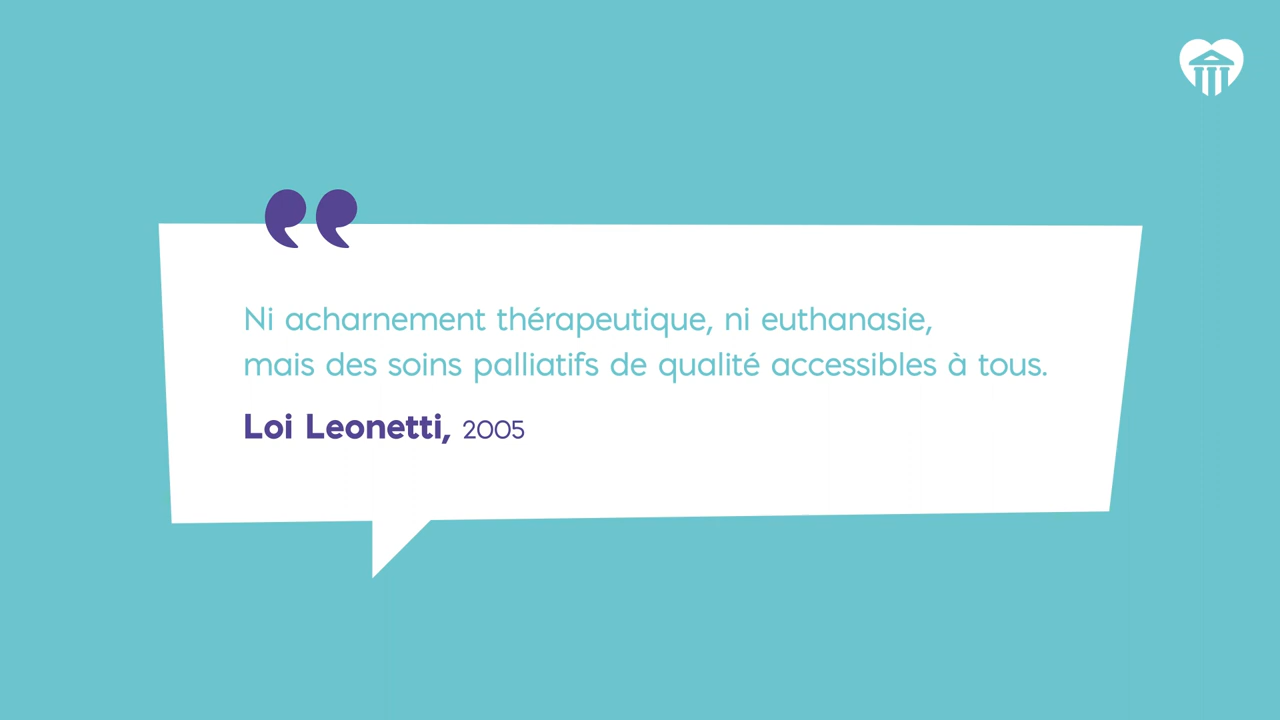 Ni acharnement thérapeutique, ni euthanasie,
mais des soins palliatifs de qualité accessibles à tous.
Loi Leonetti, 2005